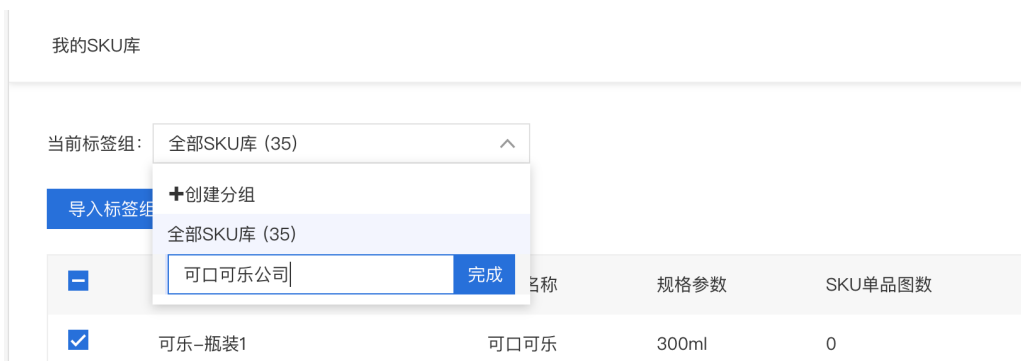 我的SKU库
当前标签组： 全部SKU库 (35)
✚创建分组
导入标签组
全部SKU库 (35)
可口可乐公司 完成
名称 规格参数 SKU单品图数
可乐-瓶装1 可口可乐 300ml 0